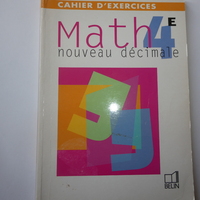 CAHIER D'EXERCICES
Math 4E
nouveau décimale
BELIN